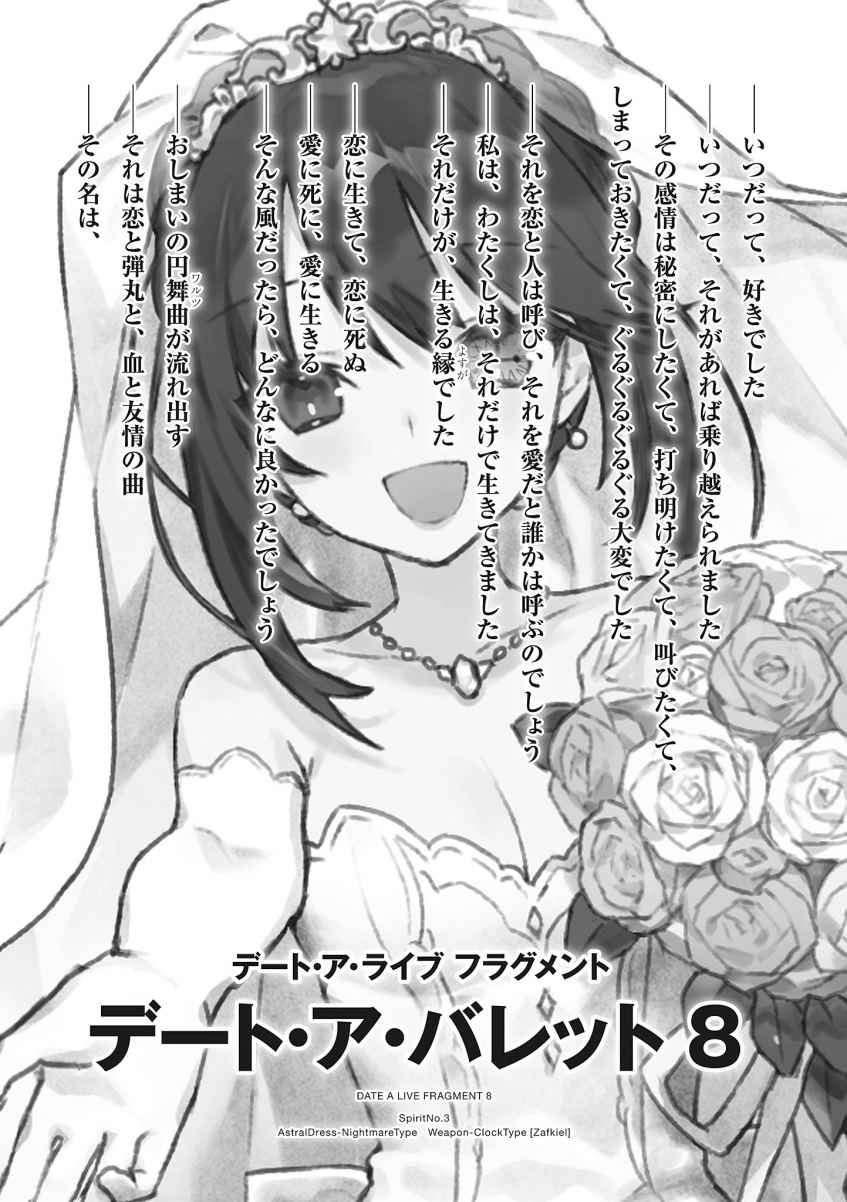 ――いつだって、好きでした
――いつだって、それがあれば乗り越えられました
――その感情は秘密にしたくて、打ち明けたくて、叫びたくて、
しまっておきたくて、ぐるぐるぐるぐる大変でした
――それを恋と人は呼び、それを愛だと誰かは呼ぶのでしょう
――私は、わたくしは、それだけで生きてきました
――それだけが、生きる縁でした
よすが
――恋に生きて、恋に死ぬ
――愛に死に、愛に生きる
――そんな風だったら、どんなに良かったでしょう
――おしまいの円舞曲が流れ出す
ワルツ
――それは恋と弾丸と、血と友情の曲
――その名は、
デート・ア・ライブ フラグメント
デート・ア・バレット 8
DATE A LIVE FRAGMENT 8
SpiritNo.3
AstralDress-NightmareType Weapon-ClockType [Zafkiel]